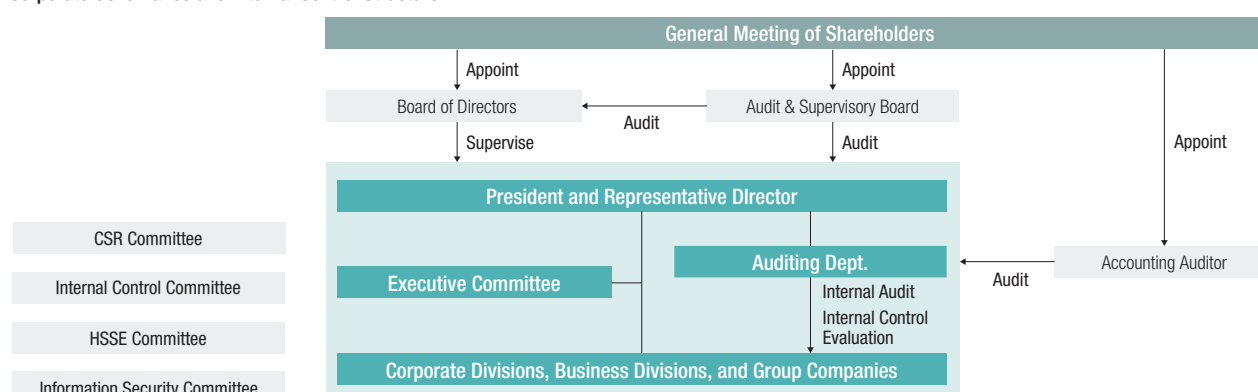 General Meeting of Shareholders
Appoint
Appoint
Board of Directors
Audit
Audit & Supervisory Board
Supervise
Audit
Appoint
President and Representative DIrector
CSR Committee
Auditing Dept.
Accounting Auditor
Audit
Executive Committee
Internal Control Committee
Internal Audit
Internal Control
Evaluation
HSSE Committee
Corporate Divisions, Business Divisions, and Group Companies
Information Security Committee